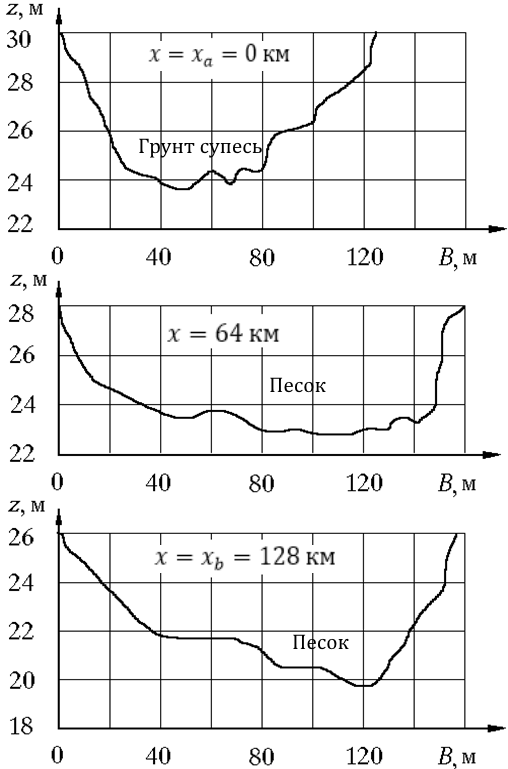 z, м
30
x = xₐ = 0 км
28
26
Грунт супесь
24
22
0 40 80 120 B, м
z, м
28
x = 64 км
26
Песок
24
22
0 40 80 120 B, м
z, м
26
x = x_b = 128 км
24
22
Песок
20
18
0 40 80 120 B, м